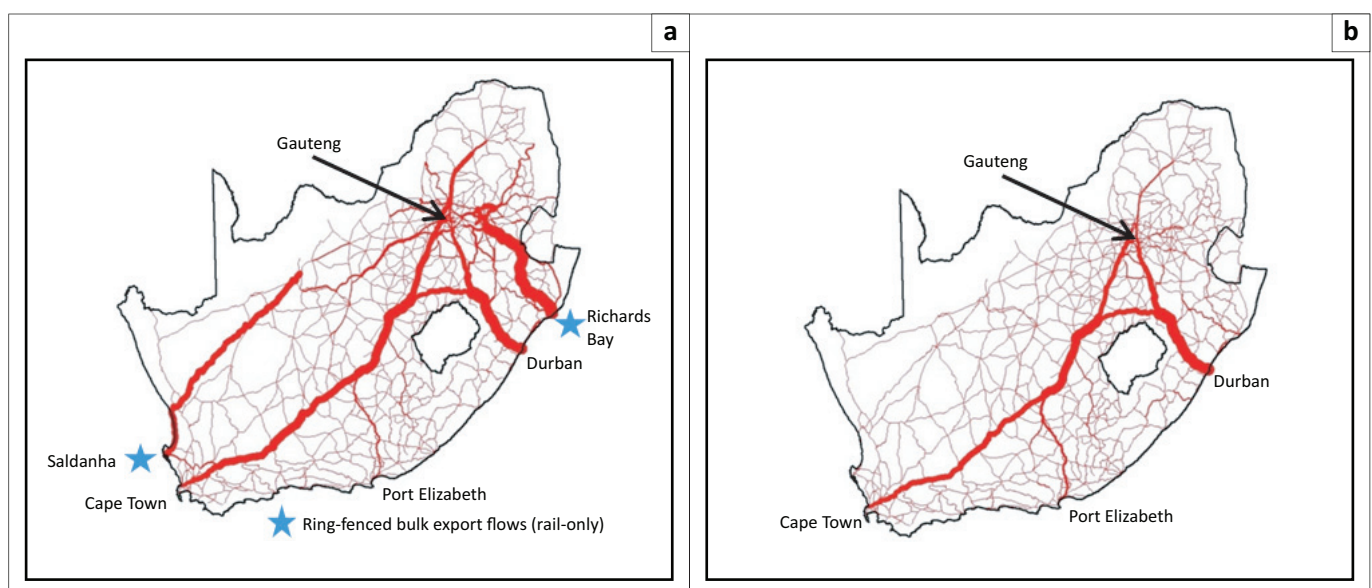 a
Gauteng
Richards
Bay
Durban
Saldanha
Cape Town
Port Elizabeth
Ring-fenced bulk export flows (rail-only)
b
Gauteng
Durban
Cape Town
Port Elizabeth